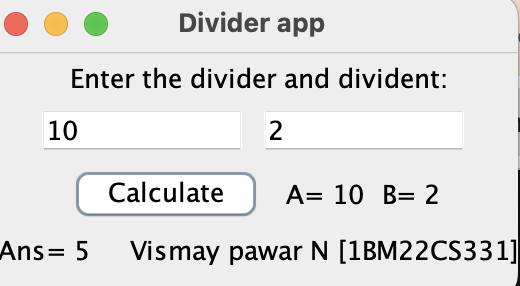 Divider app
Enter the divider and divident:
10 2
Calculate A= 10 B= 2
Ans= 5 Vismay pawar N [1BM22CS331]